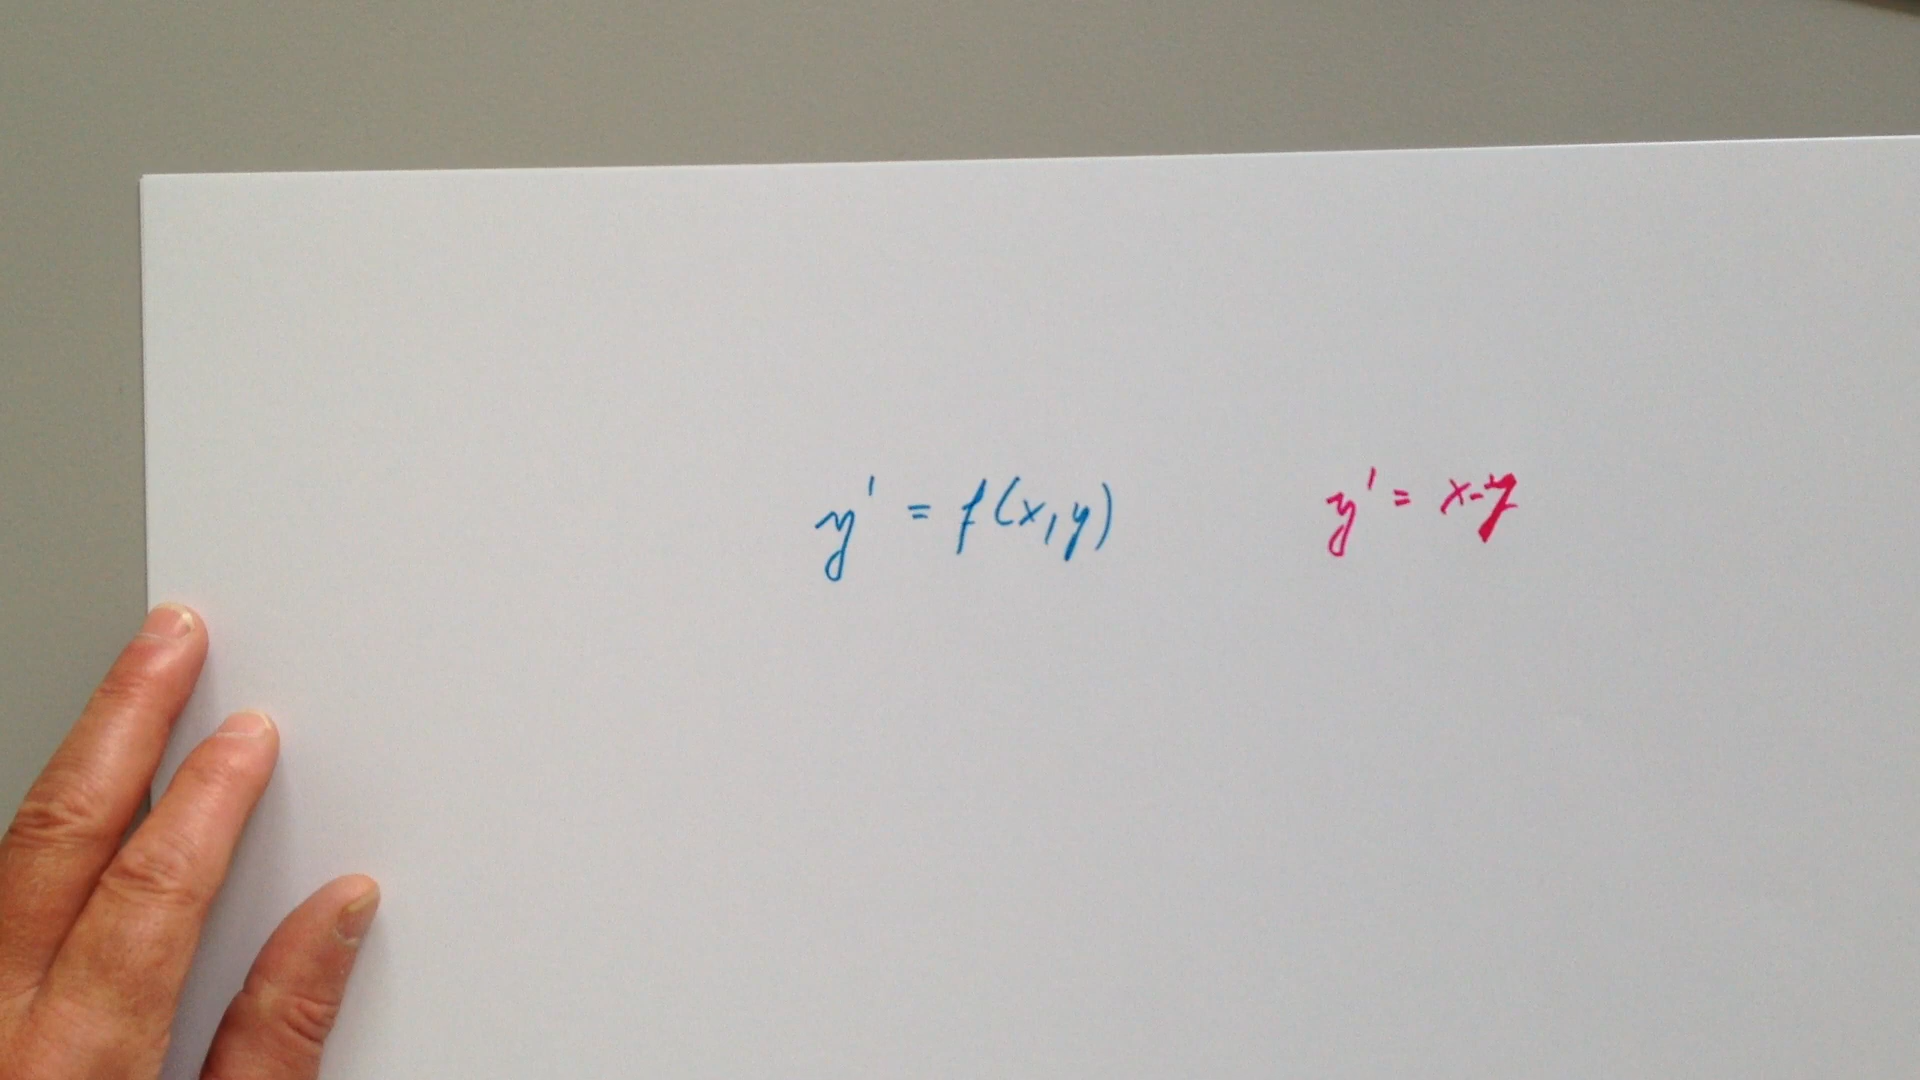 y' = f(x,y) y' = x-y